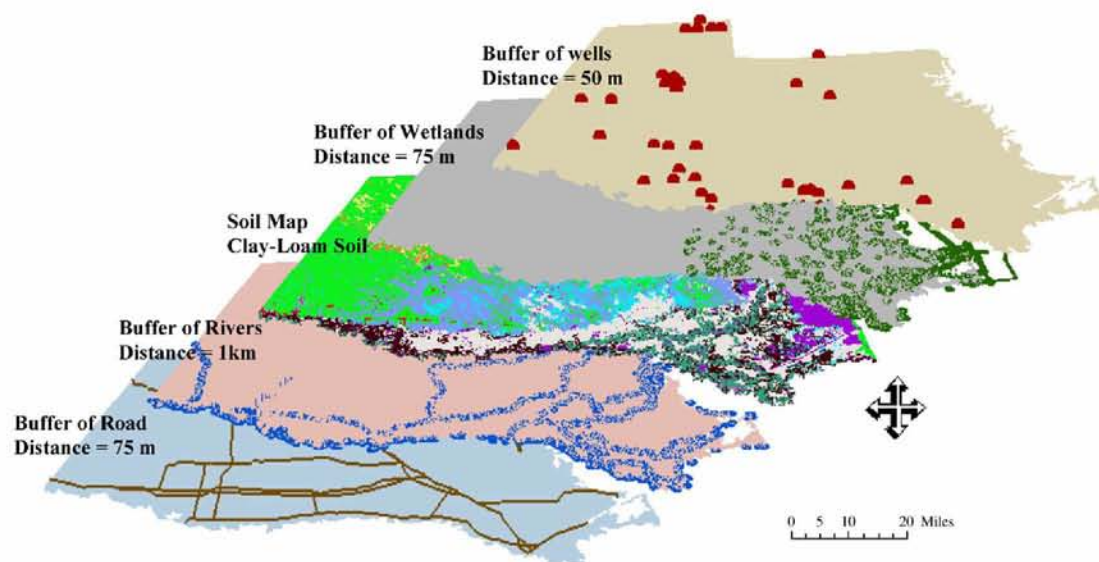 Buffer of wells
Distance = 50 m
Buffer of Wetlands
Distance = 75 m
Soil Map
Clay-Loam Soil
Buffer of Rivers
Distance = 1km
Buffer of Road
Distance = 75 m
0 5 10 20 Miles